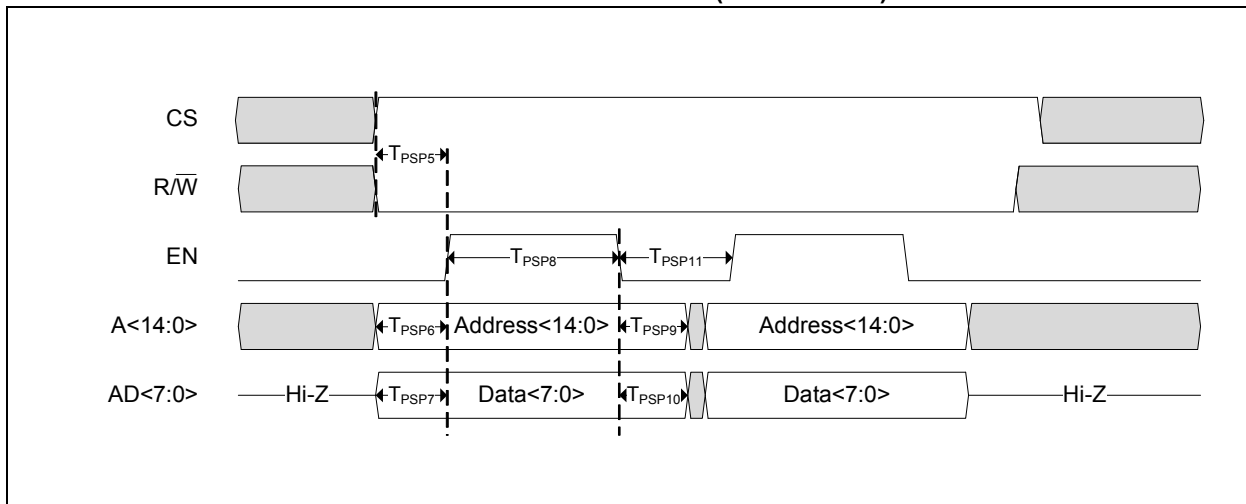 CS
T_PSP5
R/W̅
EN
T_PSP8
T_PSP11
A<14:0>
T_PSP6
Address<14:0>
T_PSP9
Address<14:0>
AD<7:0>
Hi-Z
T_PSP7
Data<7:0>
T_PSP10
Data<7:0>
Hi-Z